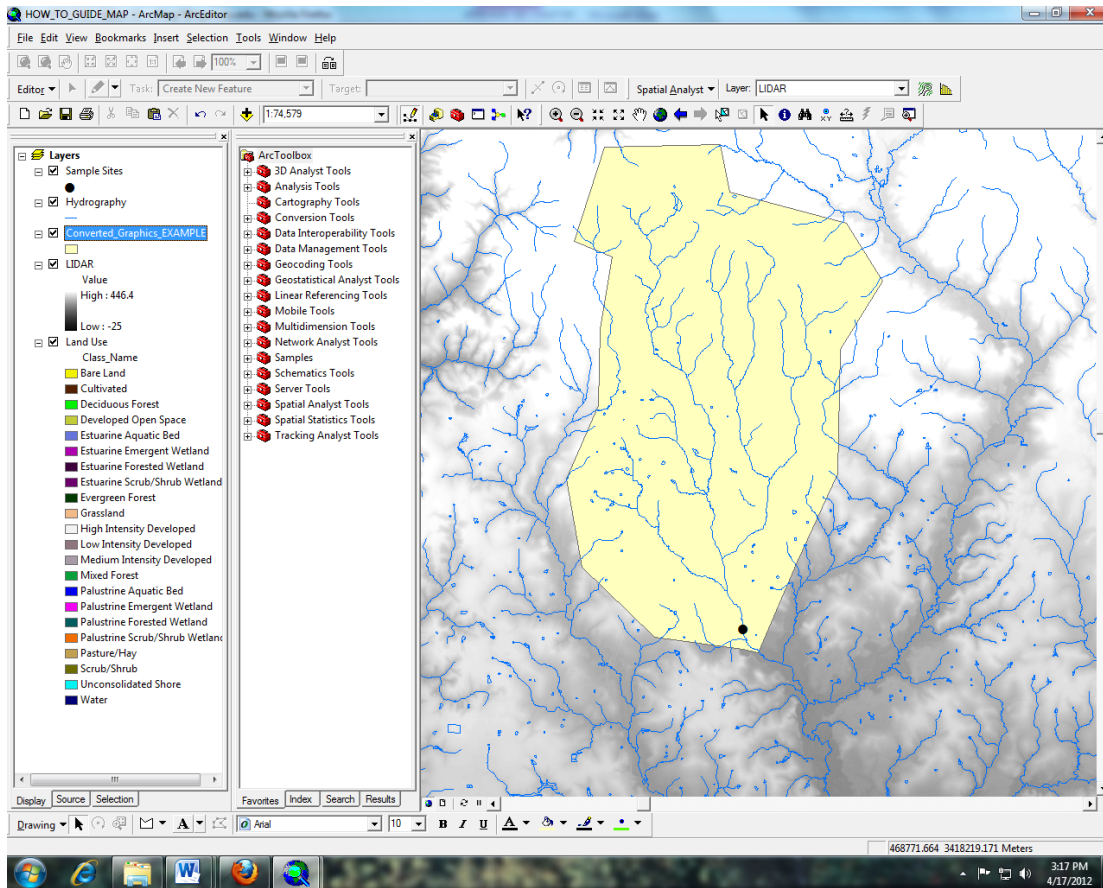 HOW_TO_GUIDE_MAP - ArcMap - ArcEditor
File Edit View Bookmarks Insert Selection Tools Window Help
100%
Editor Task: Create New Feature Target: Spatial Analyst Layer: LIDAR
1:74,579
Layers
Sample Sites
Hydrography
Converted_Graphics_EXAMPLE
LIDAR
Value
High : 446.4
Low : -25
Land Use
Class_Name
Bare Land
Cultivated
Deciduous Forest
Developed Open Space
Estuarine Aquatic Bed
Estuarine Emergent Wetland
Estuarine Forested Wetland
Estuarine Scrub/Shrub Wetland
Evergreen Forest
Grassland
High Intensity Developed
Low Intensity Developed
Medium Intensity Developed
Mixed Forest
Palustrine Aquatic Bed
Palustrine Emergent Wetland
Palustrine Forested Wetland
Palustrine Scrub/Shrub Wetlanc
Pasture/Hay
Scrub/Shrub
Unconsolidated Shore
Water
Display Source Selection
ArcToolbox
3D Analyst Tools
Analysis Tools
Cartography Tools
Conversion Tools
Data Interoperability Tools
Data Management Tools
Geocoding Tools
Geostatistical Analyst Tools
Linear Referencing Tools
Mobile Tools
Multidimension Tools
Network Analyst Tools
Samples
Schematics Tools
Server Tools
Spatial Analyst Tools
Spatial Statistics Tools
Tracking Analyst Tools
Favorites Index Search Results
Drawing A Arial 10 B I U A
468771.664 3418219.171 Meters
3:17 PM
4/17/2012